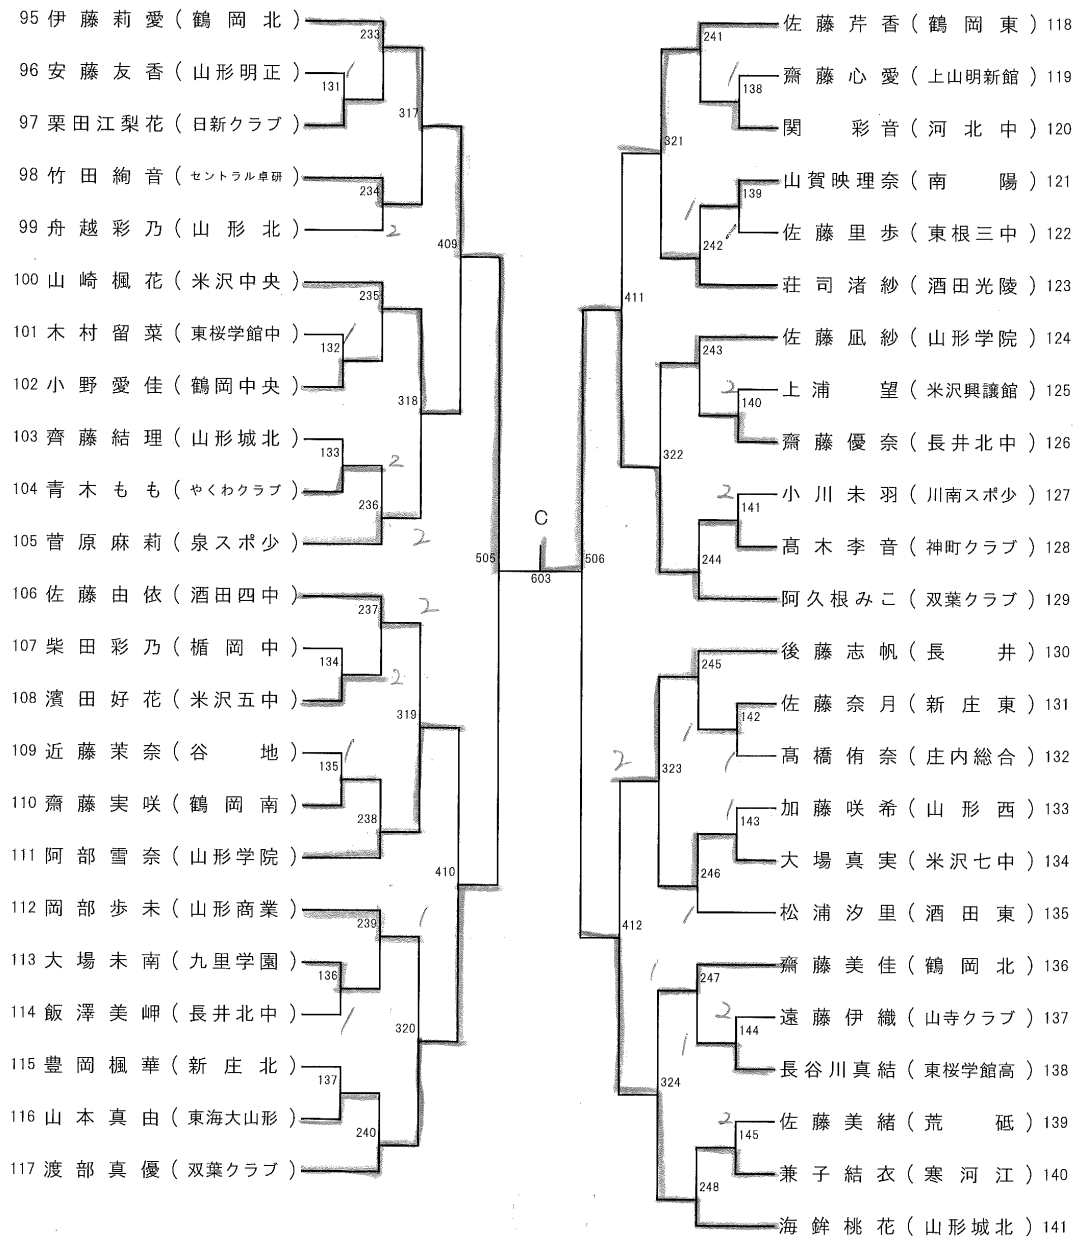 95 伊藤莉愛（鶴岡北）
96 安藤友香（山形明正）
97 栗田江梨花（日新クラブ）
98 竹田絢音（セントラル卓研）
99 舟越彩乃（山形北）
100 山崎楓花（米沢中央）
101 木村留菜（東桜学館中）
102 小野愛佳（鶴岡中央）
103 齊藤結理（山形城北）
104 青木もも（やくわクラブ）
105 菅原麻莉（泉スポ少）
106 佐藤由依（酒田四中）
107 柴田彩乃（楯岡中）
108 濱田好花（米沢五中）
109 近藤茉奈（谷地）
110 齋藤実咲（鶴岡南）
111 阿部雪奈（山形学院）
112 岡部歩未（山形商業）
113 大場未南（九里学園）
114 飯澤美岬（長井北中）
115 豊岡楓華（新庄北）
116 山本真由（東海大山形）
117 渡部真優（双葉クラブ）
233
131
317
234
2
409
235
132
318
133
2
236
2
505
237
2
134
2
319
135
238
410
239
136
320
137
240
C
603
241
138
321
139
242
411
243
2
140
322
2
141
244
506
245
142
2
323
143
246
412
247
2
144
324
2
145
248
佐藤芹香（鶴岡東）118
齋藤心愛（上山明新館）119
関彩音（河北中）120
山賀映理奈（南陽）121
佐藤里歩（東根三中）122
荘司渚紗（酒田光陵）123
佐藤凪紗（山形学院）124
上浦望（米沢興譲館）125
齋藤優奈（長井北中）126
小川未羽（川南スポ少）127
髙木李音（神町クラブ）128
阿久根みこ（双葉クラブ）129
後藤志帆（長井）130
佐藤奈月（新庄東）131
髙橋侑奈（庄内総合）132
加藤咲希（山形西）133
大場真実（米沢七中）134
松浦汐里（酒田東）135
齋藤美佳（鶴岡北）136
遠藤伊織（山寺クラブ）137
長谷川真結（東桜学館高）138
佐藤美緒（荒砥）139
兼子結衣（寒河江）140
海鉾桃花（山形城北）141